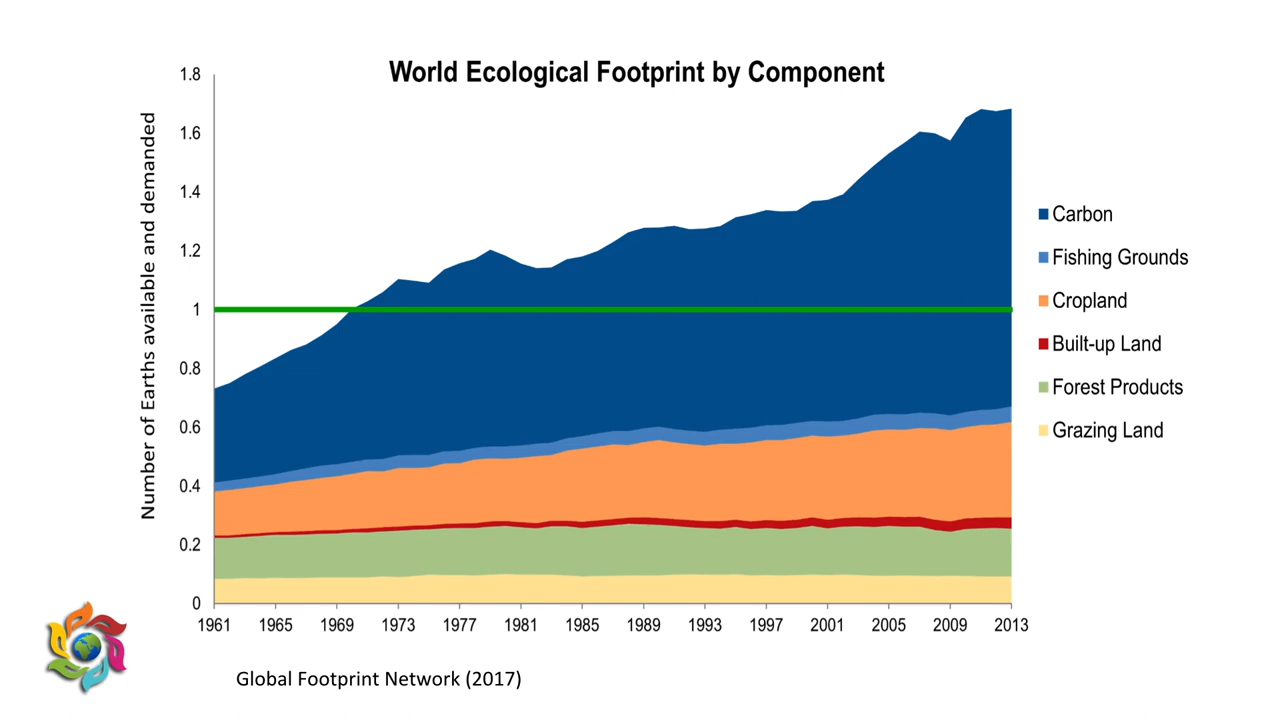 World Ecological Footprint by Component
Number of Earths available and demanded
1.8
1.6
1.4
1.2
1
0.8
0.6
0.4
0.2
0
1961 1965 1969 1973 1977 1981 1985 1989 1993 1997 2001 2005 2009 2013
Carbon
Fishing Grounds
Cropland
Built-up Land
Forest Products
Grazing Land
Global Footprint Network (2017)